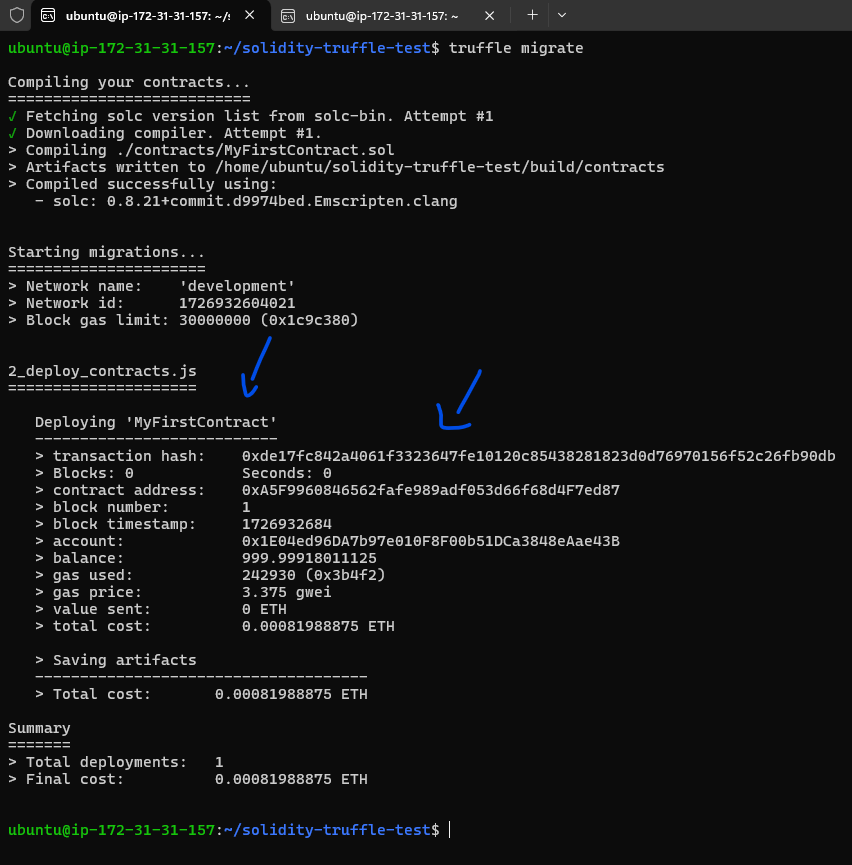 ubuntu@ip-172-31-31-157: ~/s
ubuntu@ip-172-31-31-157: ~
ubuntu@ip-172-31-31-157:~/solidity-truffle-test$ truffle migrate
Compiling your contracts...
===========================
√ Fetching solc version list from solc-bin. Attempt #1
√ Downloading compiler. Attempt #1.
> Compiling ./contracts/MyFirstContract.sol
> Artifacts written to /home/ubuntu/solidity-truffle-test/build/contracts
> Compiled successfully using:
   - solc: 0.8.21+commit.d9974bed.Emscripten.clang
Starting migrations...
======================
> Network name:    'development'
> Network id:      1726932604021
> Block gas limit: 30000000 (0x1c9c380)
2_deploy_contracts.js
=====================
   Deploying 'MyFirstContract'
   ---------------------------
   > transaction hash:    0xde17fc842a4061f3323647fe10120c85438281823d0d76970156f52c26fb90db
   > Blocks: 0            Seconds: 0
   > contract address:    0xA5F9960846562fafe989adf053d66f68d4F7ed87
   > block number:        1
   > block timestamp:     1726932684
   > account:             0x1E04ed96DA7b97e010F8F00b51DCa3848eAae43B
   > balance:             999.99918011125
   > gas used:            242930 (0x3b4f2)
   > gas price:           3.375 gwei
   > value sent:          0 ETH
   > total cost:          0.00081988875 ETH
   > Saving artifacts
   -------------------------------------
   > Total cost:       0.00081988875 ETH
Summary
=======
> Total deployments:   1
> Final cost:          0.00081988875 ETH
ubuntu@ip-172-31-31-157:~/solidity-truffle-test$